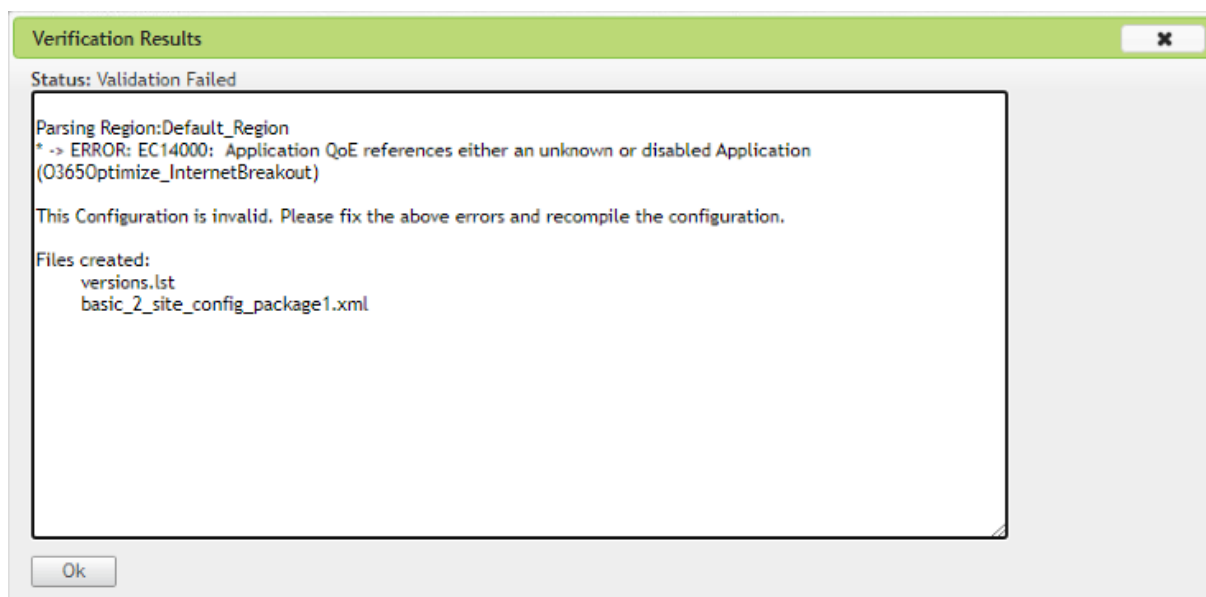 Verification Results
Status: Validation Failed
Parsing Region:Default_Region
* -> ERROR: EC14000:  Application QoE references either an unknown or disabled Application
(O365Optimize_InternetBreakout)
This Configuration is invalid. Please fix the above errors and recompile the configuration.
Files created:
versions.lst
basic_2_site_config_package1.xml
Ok